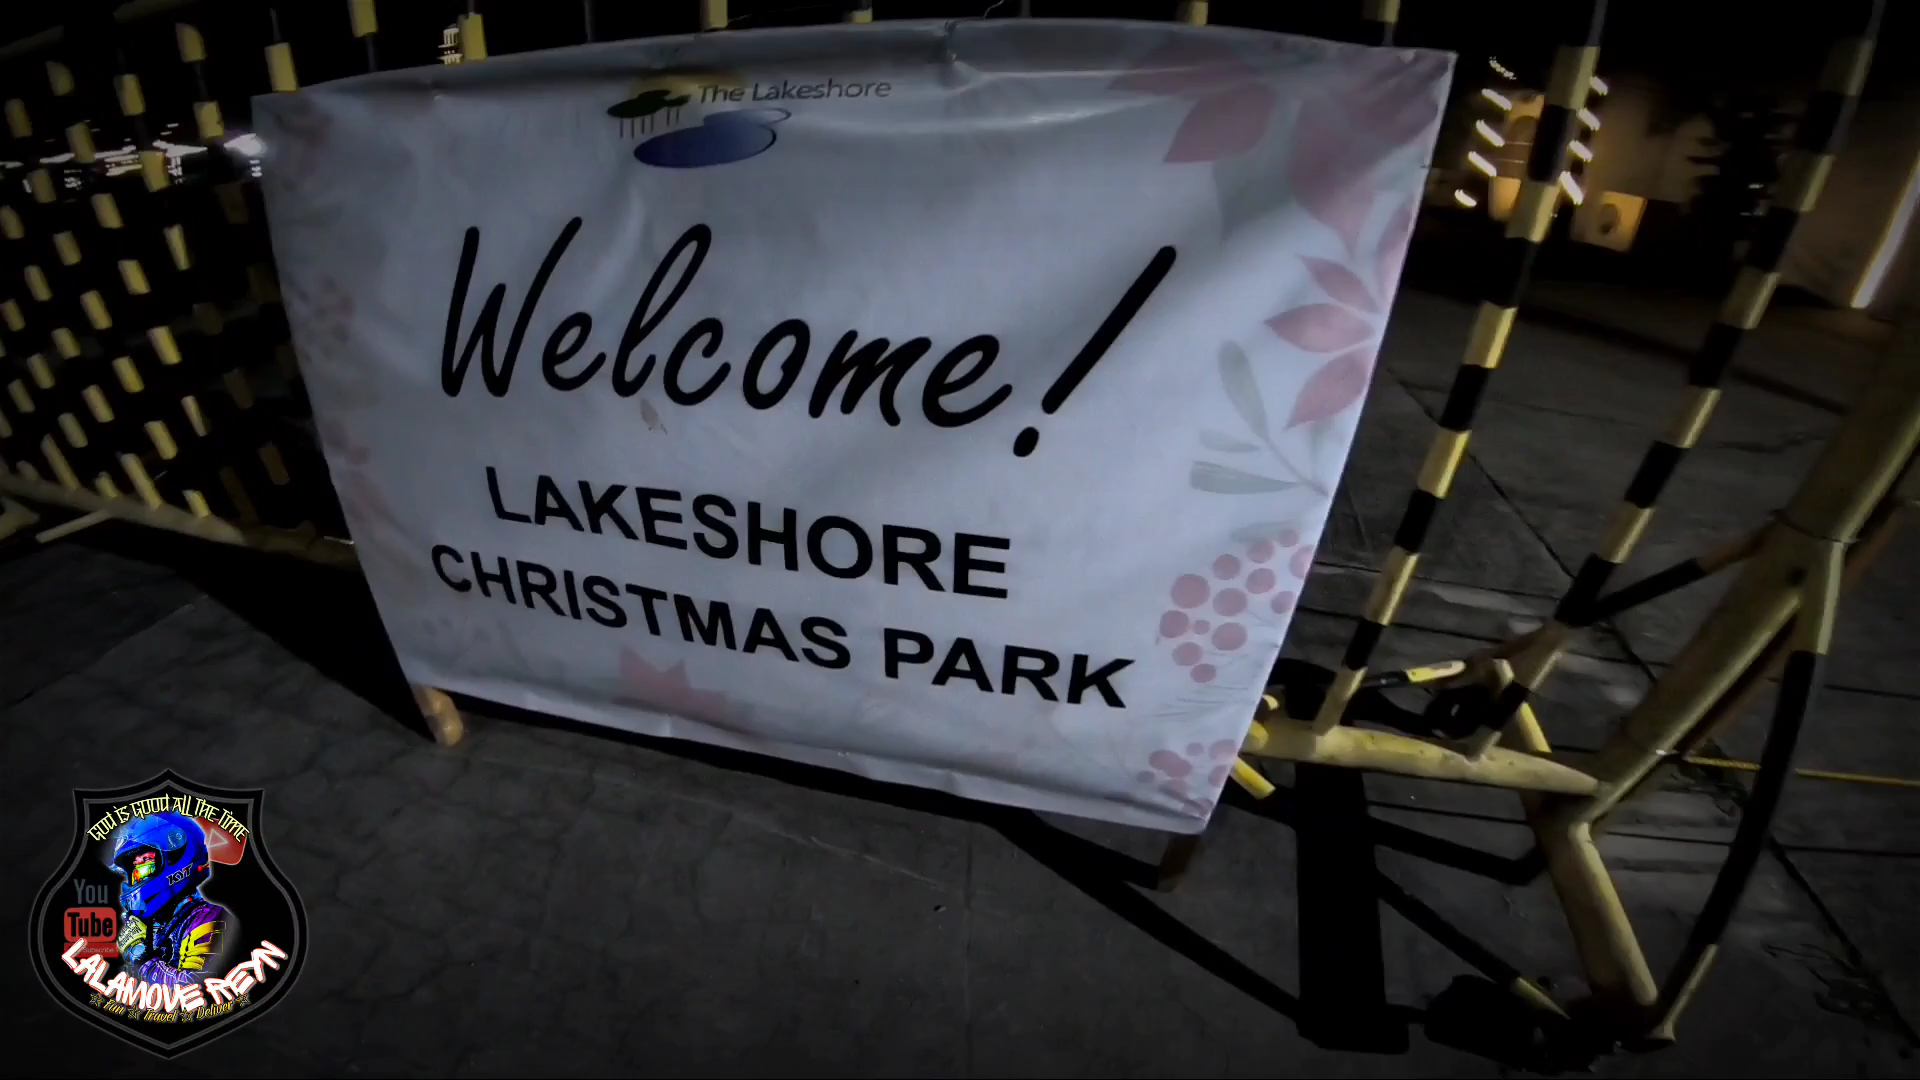 The Lakeshore
Welcome!
LAKESHORE
CHRISTMAS PARK
GOD IS GOOD ALL THE TIME
KYT
You
Tube
LALAMOVE REYN
Fun ☆ Travel ☆ Deliver